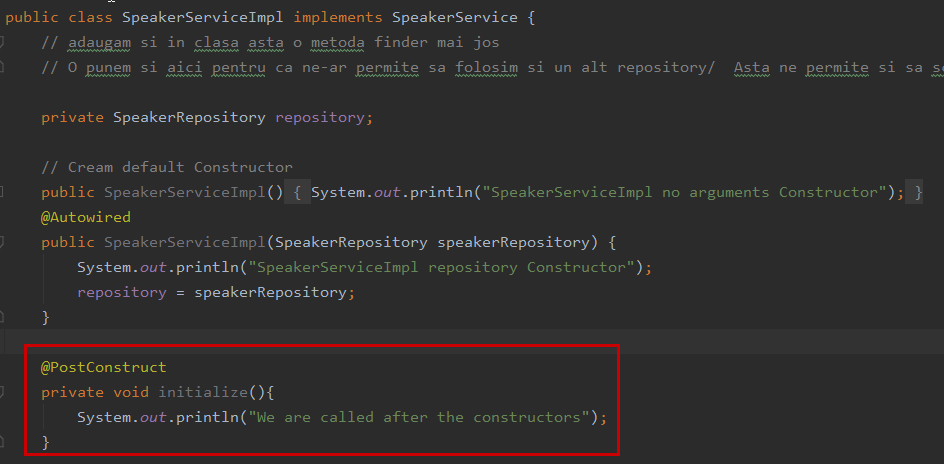 public class SpeakerServiceImpl implements SpeakerService {
// adaugam si in clasa asta o metoda finder mai jos
// O punem si aici pentru ca ne-ar permite sa folosim si un alt repository/  Asta ne permite si sa
private SpeakerRepository repository;
// Cream default Constructor
public SpeakerServiceImpl() { System.out.println("SpeakerServiceImpl no arguments Constructor"); }
@Autowired
public SpeakerServiceImpl(SpeakerRepository speakerRepository) {
System.out.println("SpeakerServiceImpl repository Constructor");
repository = speakerRepository;
}
@PostConstruct
private void initialize(){
System.out.println("We are called after the constructors");
}